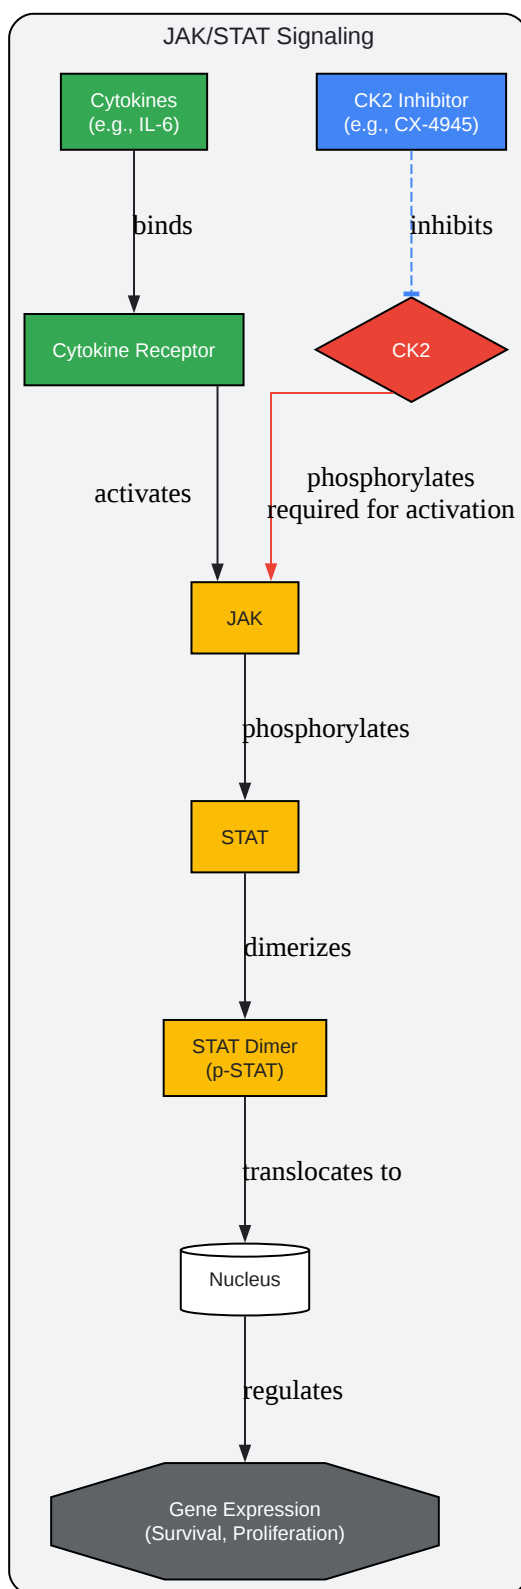 JAK/STAT Signaling
Cytokines
(e.g., IL-6)
CK2 Inhibitor
(e.g., CX-4945)
binds
inhibits
Cytokine Receptor
CK2
activates
phosphorylates
required for activation
JAK
phosphorylates
STAT
dimerizes
STAT Dimer
(p-STAT)
translocates to
Nucleus
regulates
Gene Expression
(Survival, Proliferation)